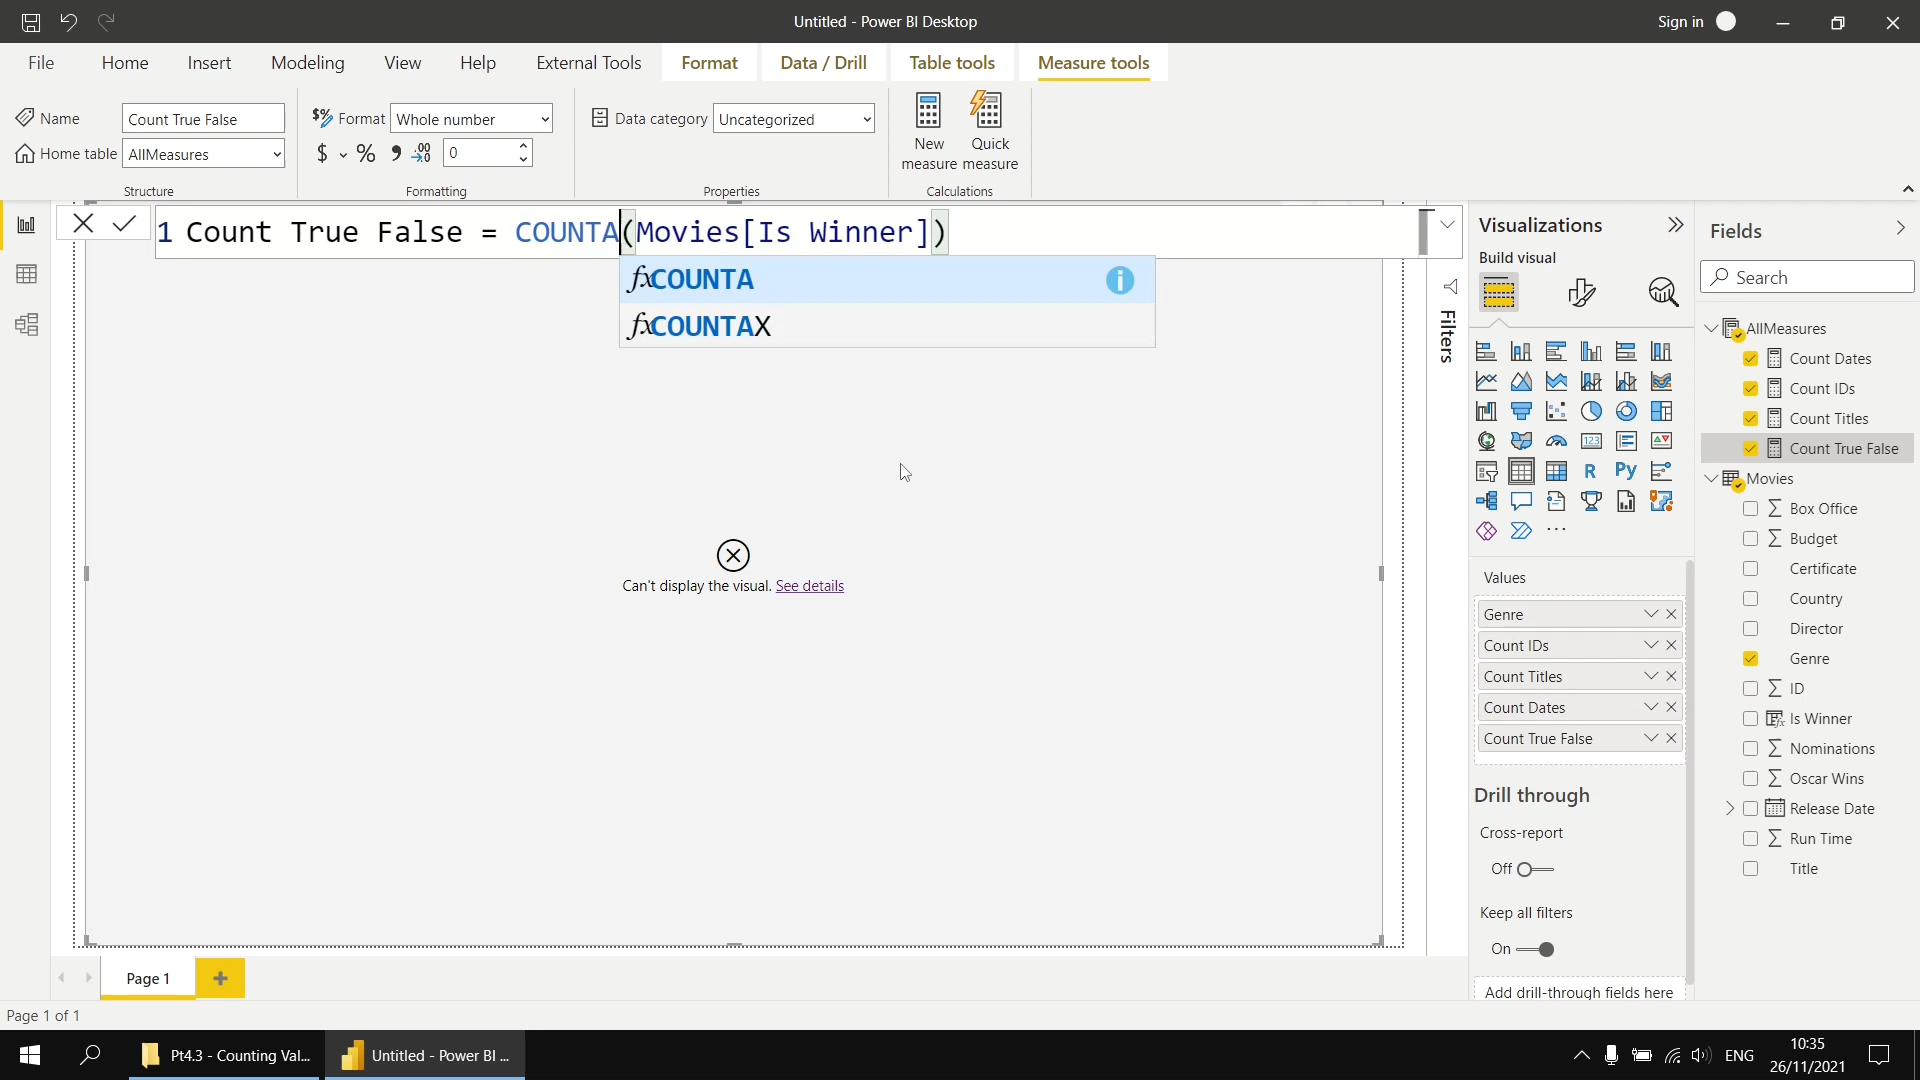 Untitled - Power BI Desktop
Sign in
File
Home
Insert
Modeling
View
Help
External Tools
Format
Data / Drill
Table tools
Measure tools
Name
Count True False
Home table
AllMeasures
Structure
$% Format
Whole number
$ % , .00
0
Formatting
Data category
Uncategorized
Properties
New measure
Quick measure
Calculations
1 Count True False = COUNTA(Movies[Is Winner])
fx COUNTA
fx COUNTAX
Can't display the visual. See details
Filters
Visualizations
Build visual
123
R
Py
...
Values
Genre
Count IDs
Count Titles
Count Dates
Count True False
Drill through
Cross-report
Off
Keep all filters
On
Add drill-through fields here
Fields
Search
AllMeasures
Count Dates
Count IDs
Count Titles
Count True False
Movies
Box Office
Budget
Certificate
Country
Director
Genre
ID
Is Winner
Nominations
Oscar Wins
Release Date
Run Time
Title
Page 1
Page 1 of 1
Pt4.3 - Counting Val...
Untitled - Power BI ...
ENG
10:35
26/11/2021